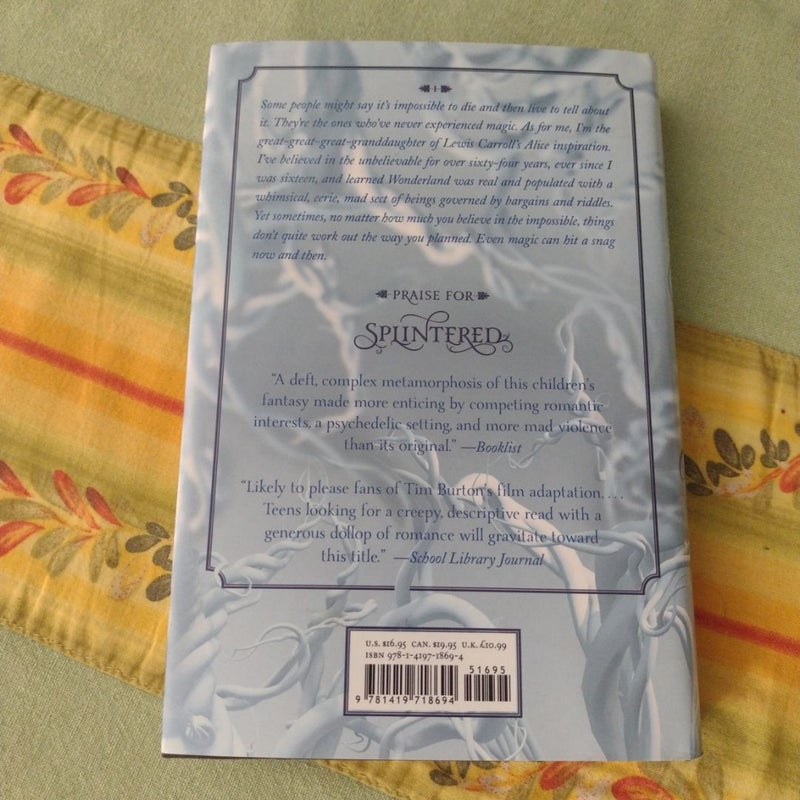 Some people might say it's impossible to die and then live to tell about
it. They're the ones who've never experienced magic. As for me, I'm the
great-great-great-granddaughter of Lewis Carroll's Alice inspiration.
I've believed in the unbelievable for over sixty-four years, ever since I
was sixteen, and learned Wonderland was real and populated with a
whimsical, eerie, mad sect of beings governed by bargains and riddles.
Yet sometimes, no matter how much you believe in the impossible, things
don't quite work out the way you planned. Even magic can hit a snag
now and then.
PRAISE FOR
SPLINTERED
"A deft, complex metamorphosis of this children's
fantasy made more enticing by competing romantic
interests, a psychedelic setting, and more mad violence
than its original." —Booklist
"Likely to please fans of Tim Burton's film adaptation....
Teens looking for a creepy, descriptive read with a
generous dollop of romance will gravitate toward
this title." —School Library Journal
U.S. $16.95 CAN. $19.95 U.K. £10.99
ISBN 978-1-4197-1869-4
51695
9 781419 718694